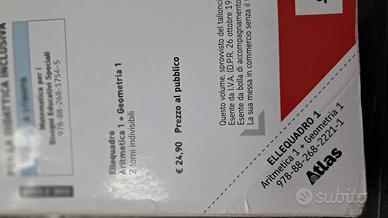 PER LA DIDATTICA INCLUSIVA
Matematica per i
Bisogni Educativi Speciali
978-88-268-1754-5
Ellequadro
Aritmetica 1 + Geometria 1
2 tomi indivisibili
€ 24,90 Prezzo al pubblico
Questo volume, sprovvisto del tallonc
Esente da I.V.A. (D.P.R. 26 ottobre 19
Esente da bolla di accompagnamento
La sua messa in commercio senza il
ELLEQUADRO 1
Aritmetica 1 + Geometria 1
978-88-268-2221-1
Atlas
subito